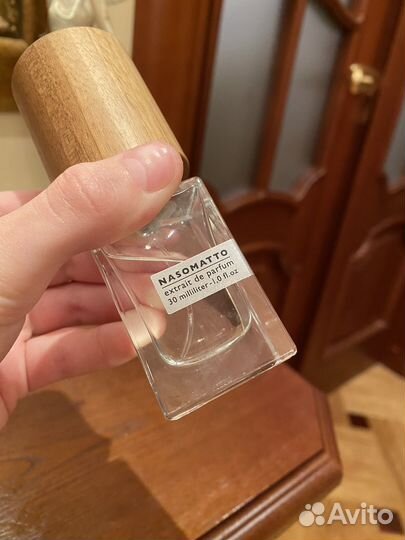 NASOMATTO
extrait de parfum
30 milliliter-1.0 fl.oz
Avito